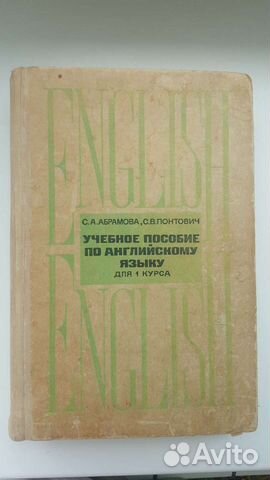 ENGLISH
С.А.АБРАМОВА, С.В.ПОНТОВИЧ
УЧЕБНОЕ ПОСОБИЕ
ПО АНГЛИЙСКОМУ
ЯЗЫКУ
ДЛЯ 1 КУРСА
ENGLISH
Avito